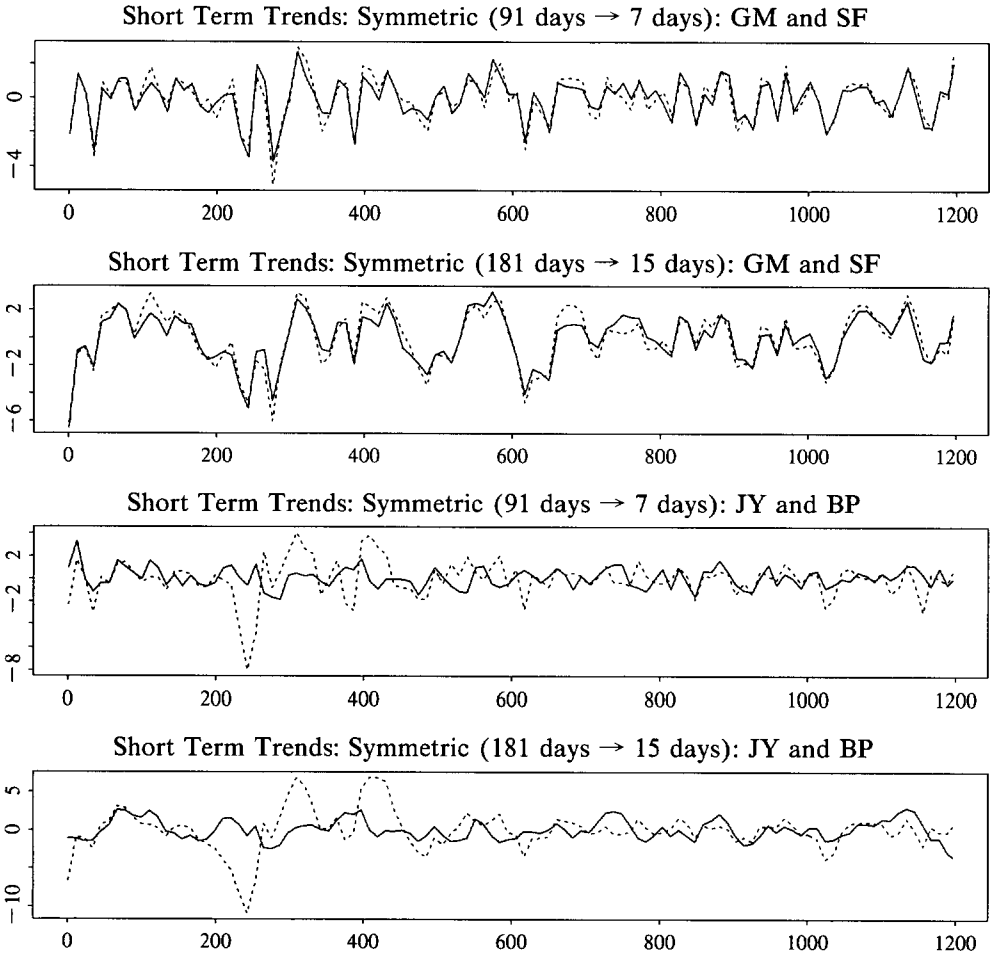 Short Term Trends: Symmetric (91 days → 7 days): GM and SF
0
−4
0 200 400 600 800 1000 1200
Short Term Trends: Symmetric (181 days → 15 days): GM and SF
2
−2
−6
0 200 400 600 800 1000 1200
Short Term Trends: Symmetric (91 days → 7 days): JY and BP
2
−2
−8
0 200 400 600 800 1000 1200
Short Term Trends: Symmetric (181 days → 15 days): JY and BP
5
0
−10
0 200 400 600 800 1000 1200